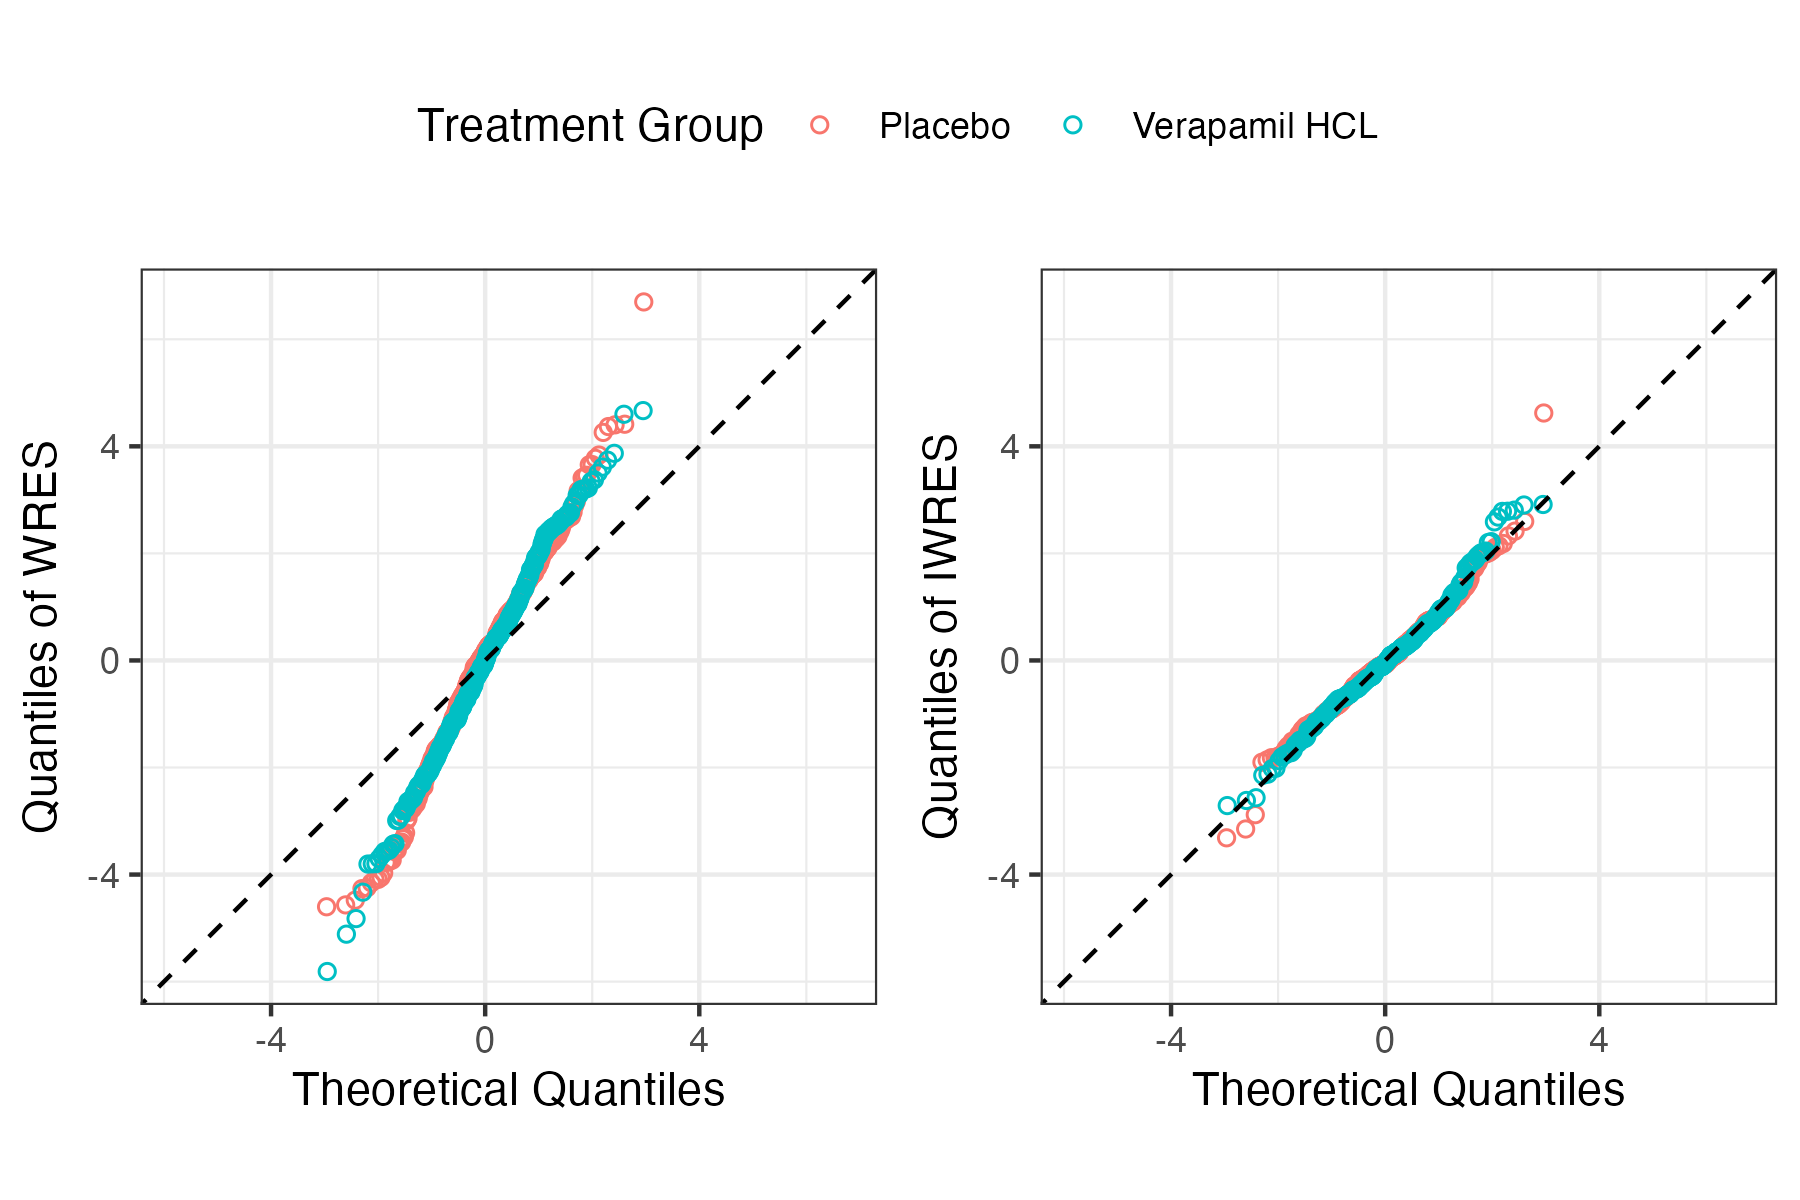 Treatment Group Placebo Verapamil HCL
Quantiles of WRES
4
0
-4
-4 0 4
Theoretical Quantiles
Quantiles of IWRES
4
0
-4
-4 0 4
Theoretical Quantiles